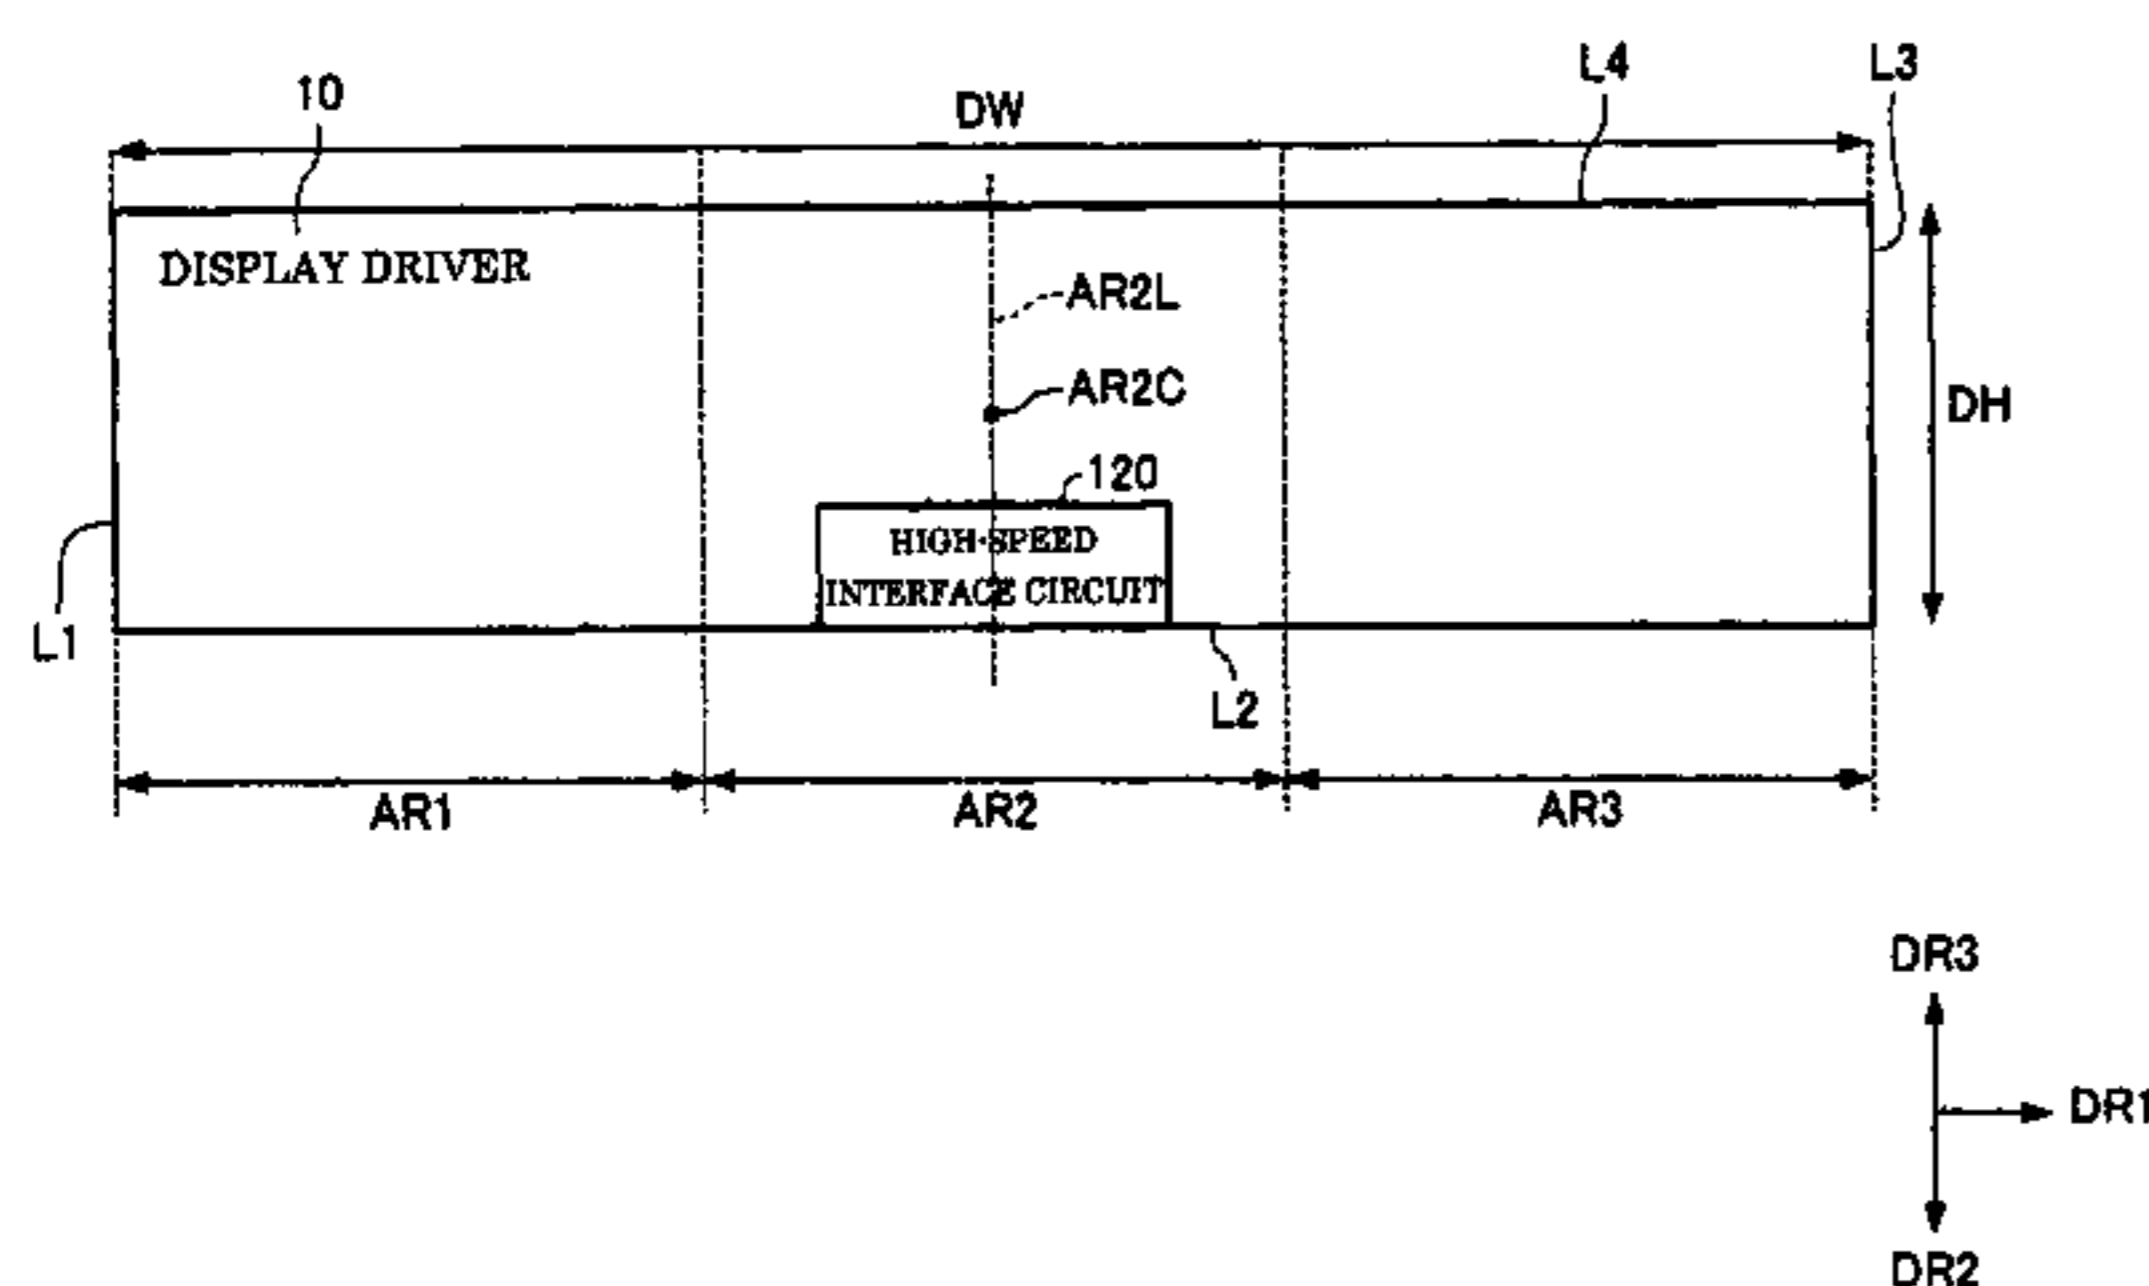 L4
L3
10
DW
DISPLAY DRIVER
AR2L
AR2C
DH
120
HIGH-SPEED
INTERFACE CIRCUIT
L1
L2
AR1
AR2
AR3
DR3
DR1
DR2